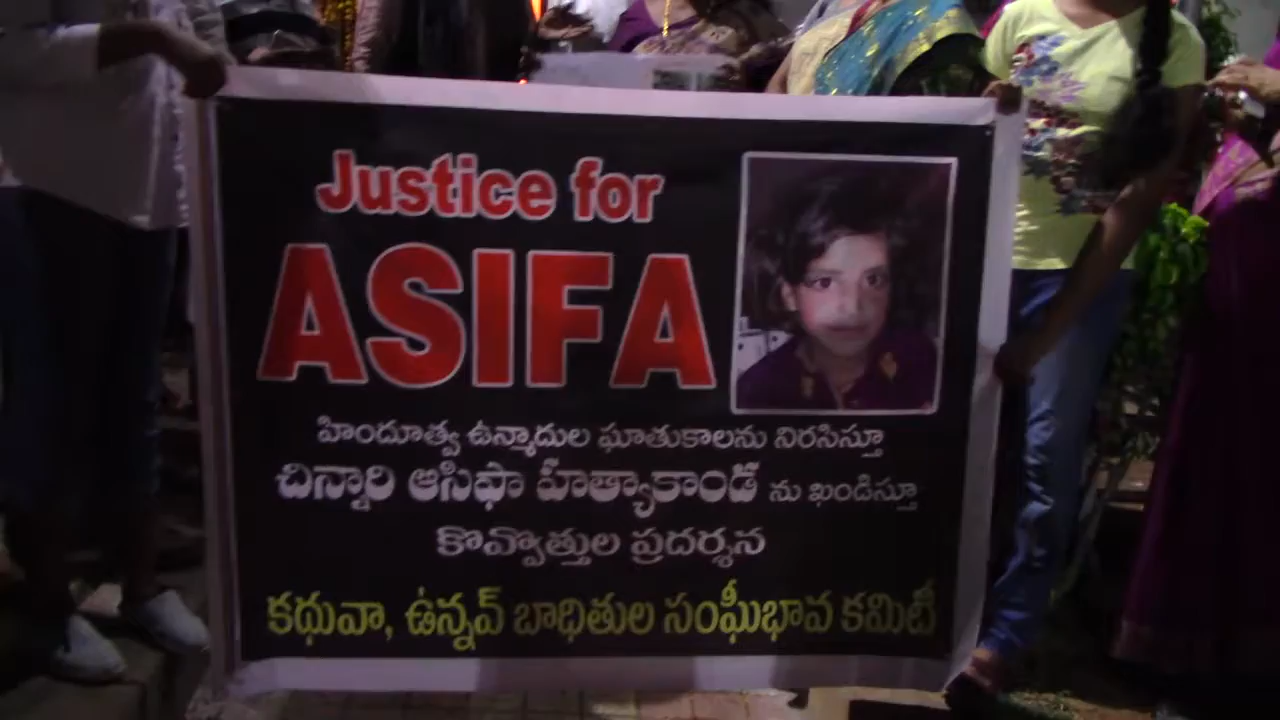 Justice for
ASIFA
హిందూత్వ ఉన్మాదుల ఘాతుకాలను నిరసిస్తూ
చిన్నారి ఆసిఫా హత్యాకాండ ను ఖండిస్తూ
కొవ్వొత్తుల ప్రదర్శన
కథువా, ఉన్నవ్ బాధితుల సంఘీభావ కమిటీ